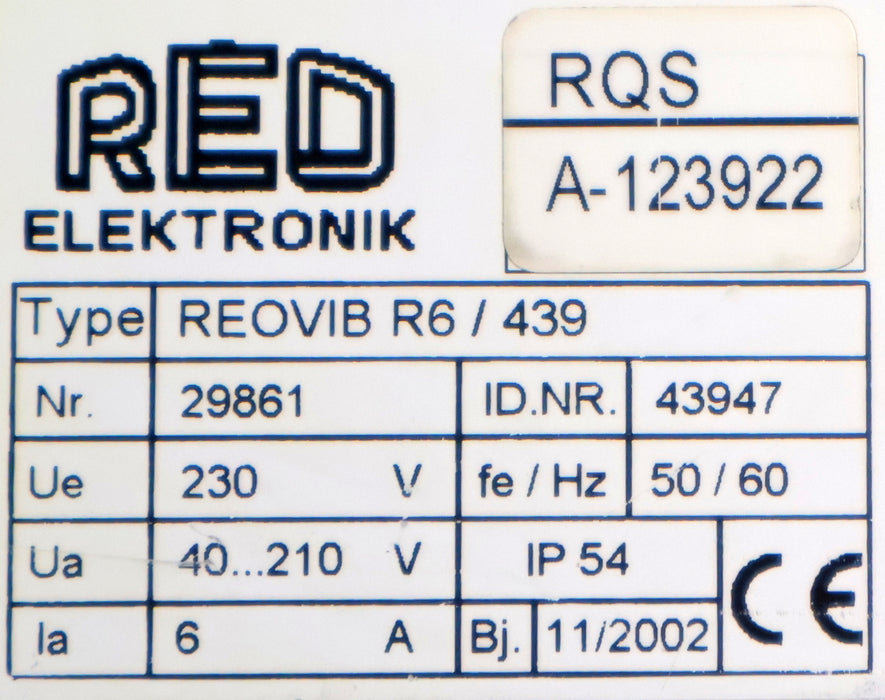 RED
ELEKTRONIK
RQS
A-123922
Type REOVIB R6 / 439
Nr. 29861 ID.NR. 43947
Ue 230 V fe / Hz 50 / 60
Ua 40...210 V IP 54
Ia 6 A Bj. 11/2002 CE